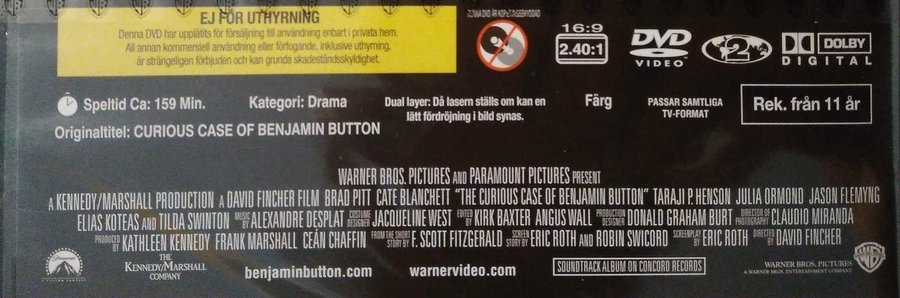 EJ FÖR UTHYRNING
Denna DVD har upplåtits för försäljning till användning enbart i privata hem.
All annan kommersiell användning eller förfogande, inklusive uthyrning,
är strängeligen förbjuden och kan grunda skadeståndsskyldighet.
16:9
2.40:1
DVD
VIDEO
2
DOLBY
DIGITAL
Speltid Ca: 159 Min.
Kategori: Drama
Dual layer: Då lasern ställs om kan en
lätt fördröjning i bild synas.
Färg
PASSAR SAMTLIGA
TV-FORMAT
Rek. från 11 år
Originaltitel: CURIOUS CASE OF BENJAMIN BUTTON
WARNER BROS. PICTURES AND PARAMOUNT PICTURES PRESENT
A KENNEDY/MARSHALL PRODUCTION A DAVID FINCHER FILM BRAD PITT CATE BLANCHETT "THE CURIOUS CASE OF BENJAMIN BUTTON" TARAJI P. HENSON JULIA ORMOND JASON FLEMYNG
ELIAS KOTEAS AND TILDA SWINTON MUSIC BY ALEXANDRE DESPLAT COSTUME DESIGNER JACQUELINE WEST EDITED BY KIRK BAXTER ANGUS WALL PRODUCTION DESIGNER DONALD GRAHAM BURT DIRECTOR OF PHOTOGRAPHY CLAUDIO MIRANDA
PRODUCED BY KATHLEEN KENNEDY FRANK MARSHALL CEÁN CHAFFIN FROM THE SHORT STORY BY F. SCOTT FITZGERALD SCREEN STORY BY ERIC ROTH AND ROBIN SWICORD SCREENPLAY BY ERIC ROTH DIRECTED BY DAVID FINCHER
Paramount
THE
KENNEDY/MARSHALL
COMPANY
benjaminbutton.com
warnervideo.com
SOUNDTRACK ALBUM ON CONCORD RECORDS
WARNER BROS. PICTURES
A WARNER BROS. ENTERTAINMENT COMPANY
WB